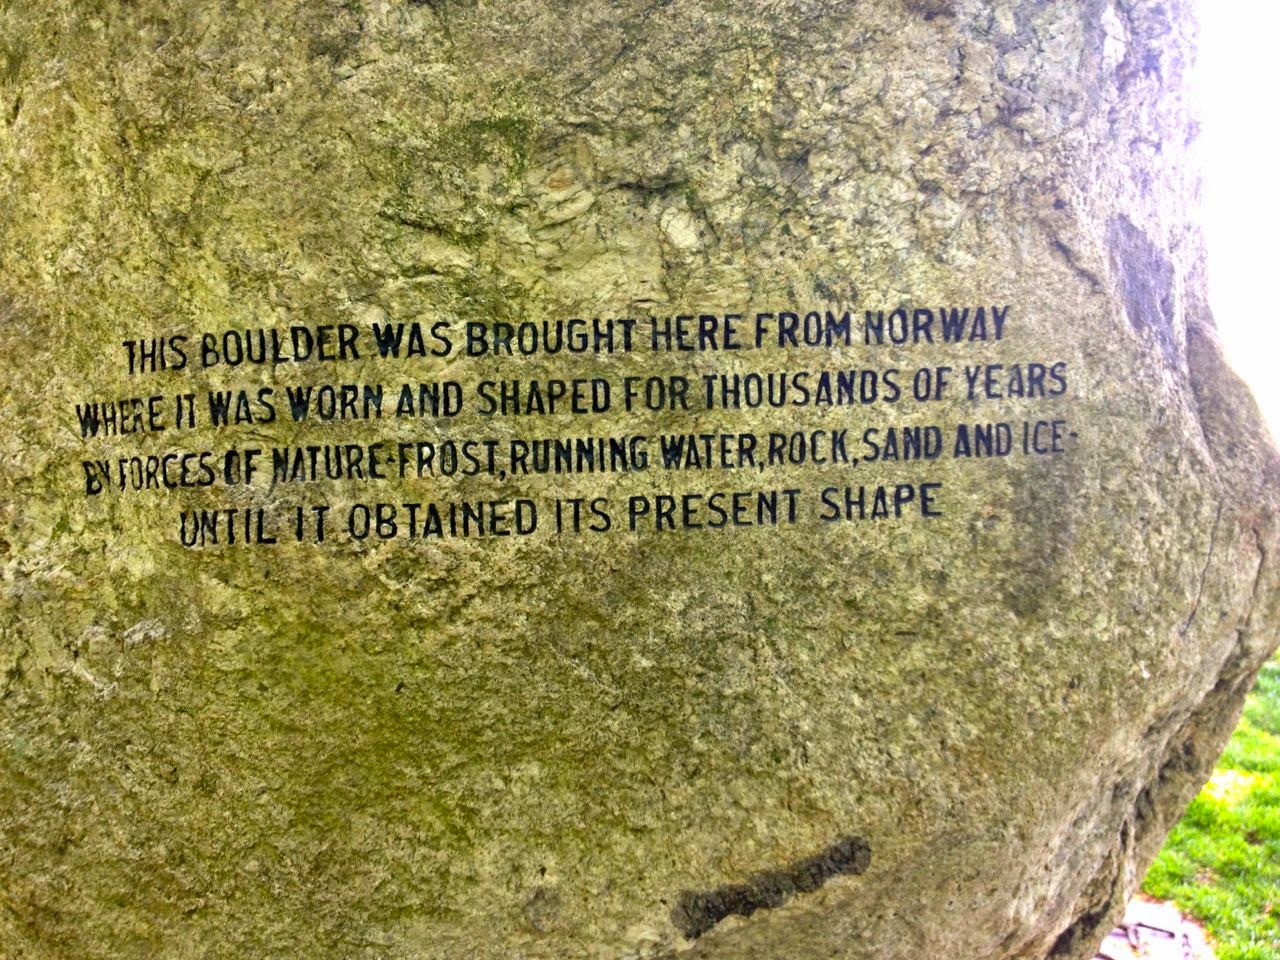 THIS BOULDER WAS BROUGHT HERE FROM NORWAY
WHERE IT WAS WORN AND SHAPED FOR THOUSANDS OF YEARS
BY FORCES OF NATURE-FROST, RUNNING WATER, ROCK, SAND AND ICE-
UNTIL IT OBTAINED ITS PRESENT SHAPE